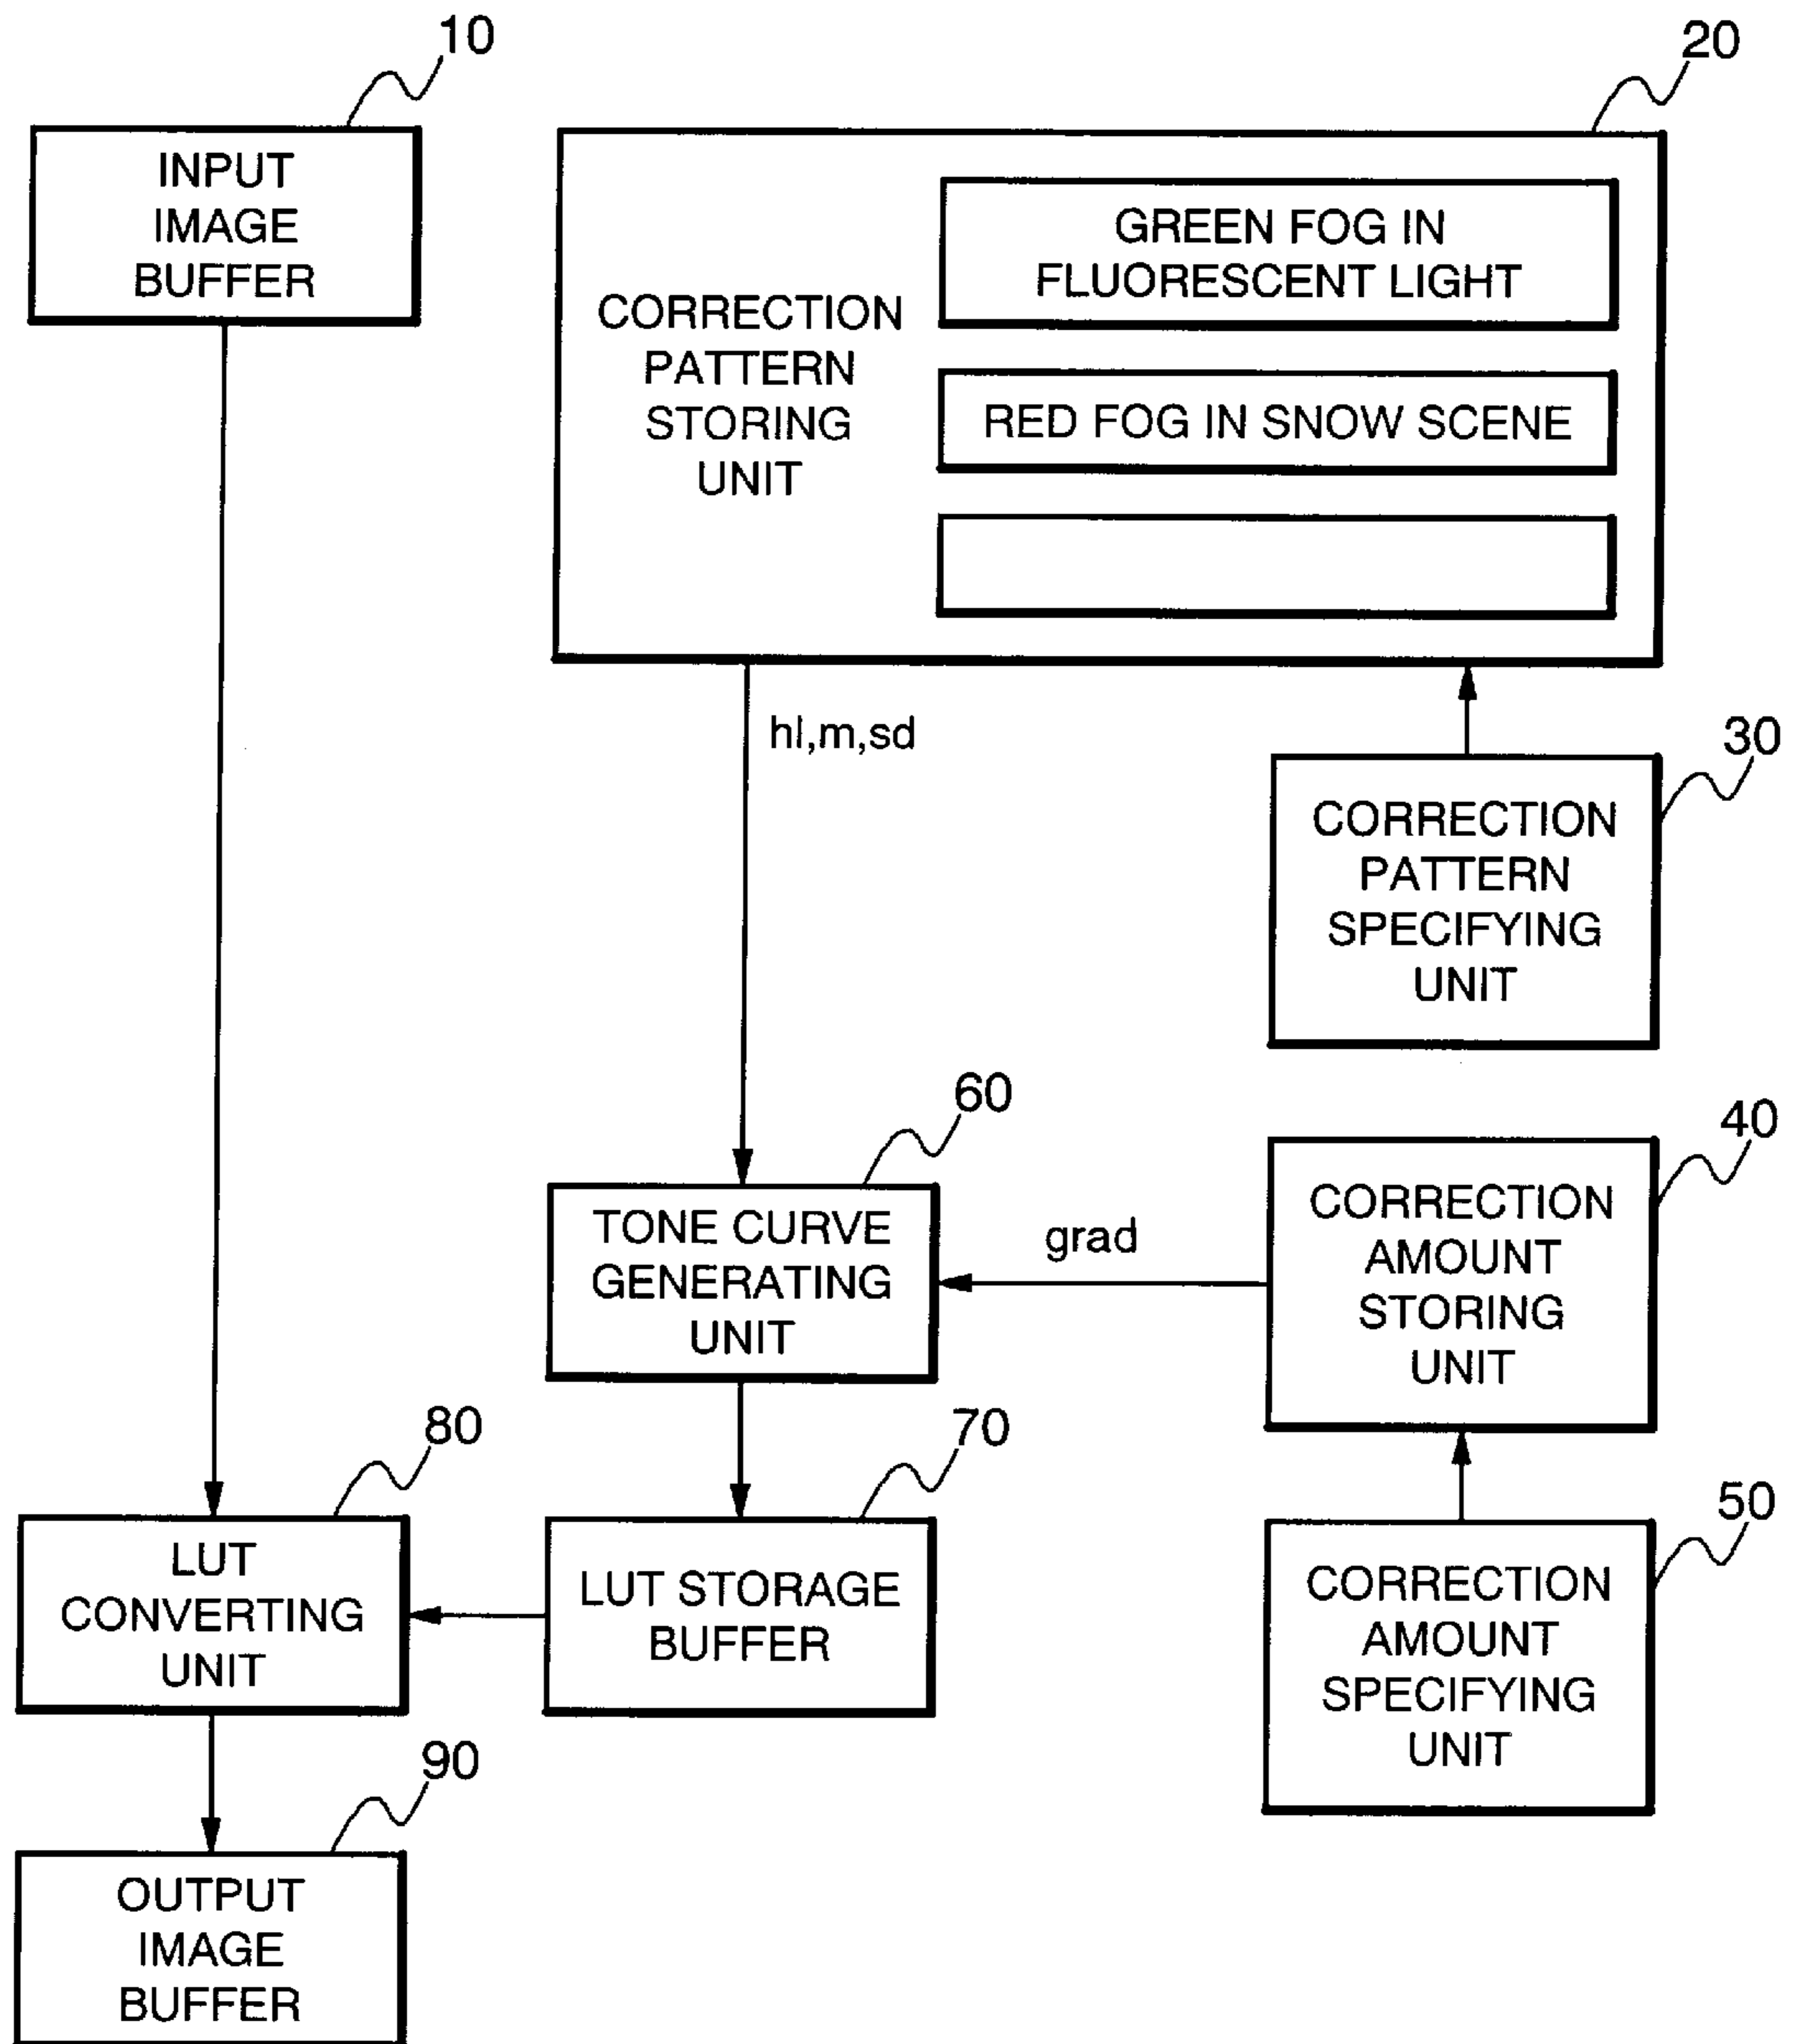 10
INPUT
IMAGE
BUFFER
20
CORRECTION
PATTERN
STORING
UNIT
GREEN FOG IN
FLUORESCENT LIGHT
RED FOG IN SNOW SCENE
hl,m,sd
30
CORRECTION
PATTERN
SPECIFYING
UNIT
60
TONE CURVE
GENERATING
UNIT
grad
40
CORRECTION
AMOUNT
STORING
UNIT
80
LUT
CONVERTING
UNIT
70
LUT STORAGE
BUFFER
50
CORRECTION
AMOUNT
SPECIFYING
UNIT
90
OUTPUT
IMAGE
BUFFER